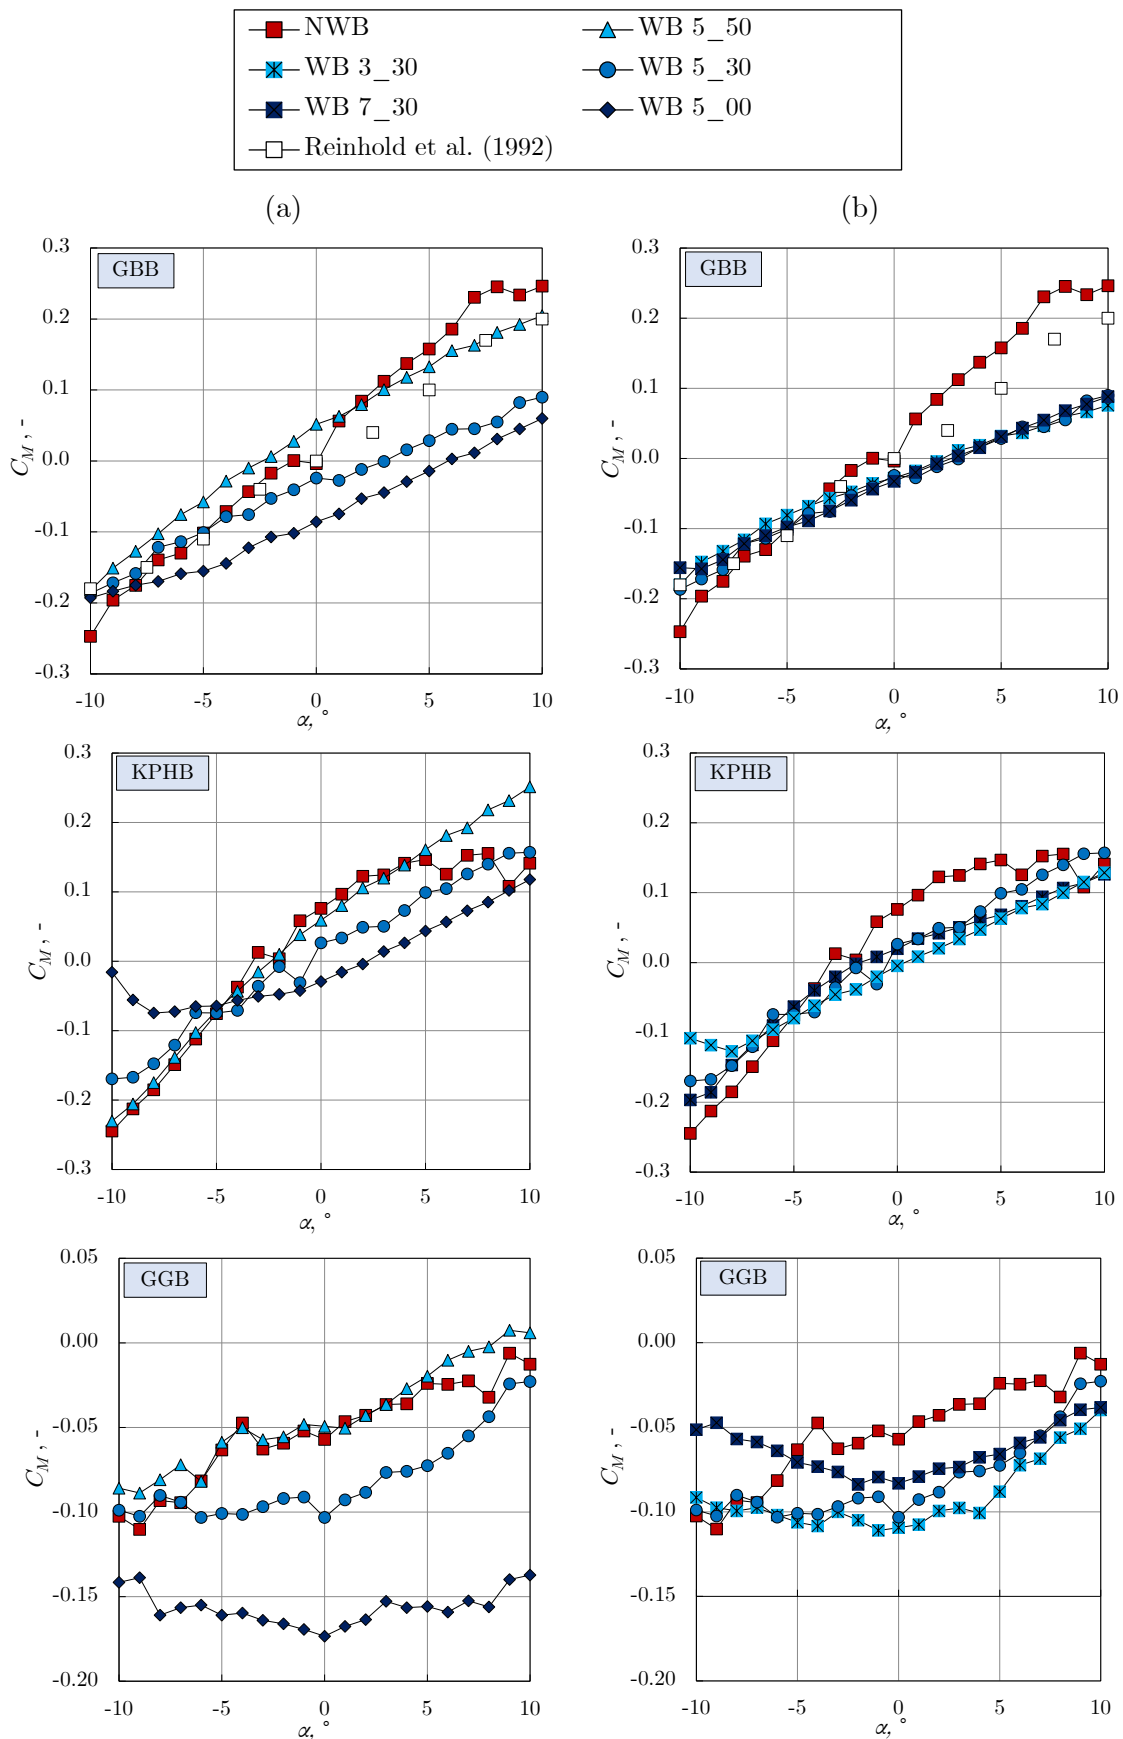 NWB
WB 5_50
WB 3_30
WB 5_30
WB 7_30
WB 5_00
Reinhold et al. (1992)
(a)
(b)
GBB
0.3
0.2
0.1
0.0
-0.1
-0.2
-0.3
C_M, -
-10 -5 0 5 10
α, °
GBB
0.3
0.2
0.1
0.0
-0.1
-0.2
-0.3
C_M, -
-10 -5 0 5 10
α, °
KPHB
0.3
0.2
0.1
0.0
-0.1
-0.2
-0.3
C_M, -
-10 -5 0 5 10
α, °
KPHB
0.3
0.2
0.1
0.0
-0.1
-0.2
-0.3
C_M, -
-10 -5 0 5 10
α, °
GGB
0.05
0.00
-0.05
-0.10
-0.15
-0.20
C_M, -
-10 -5 0 5 10
α, °
GGB
0.05
0.00
-0.05
-0.10
-0.15
-0.20
C_M, -
-10 -5 0 5 10
α, °